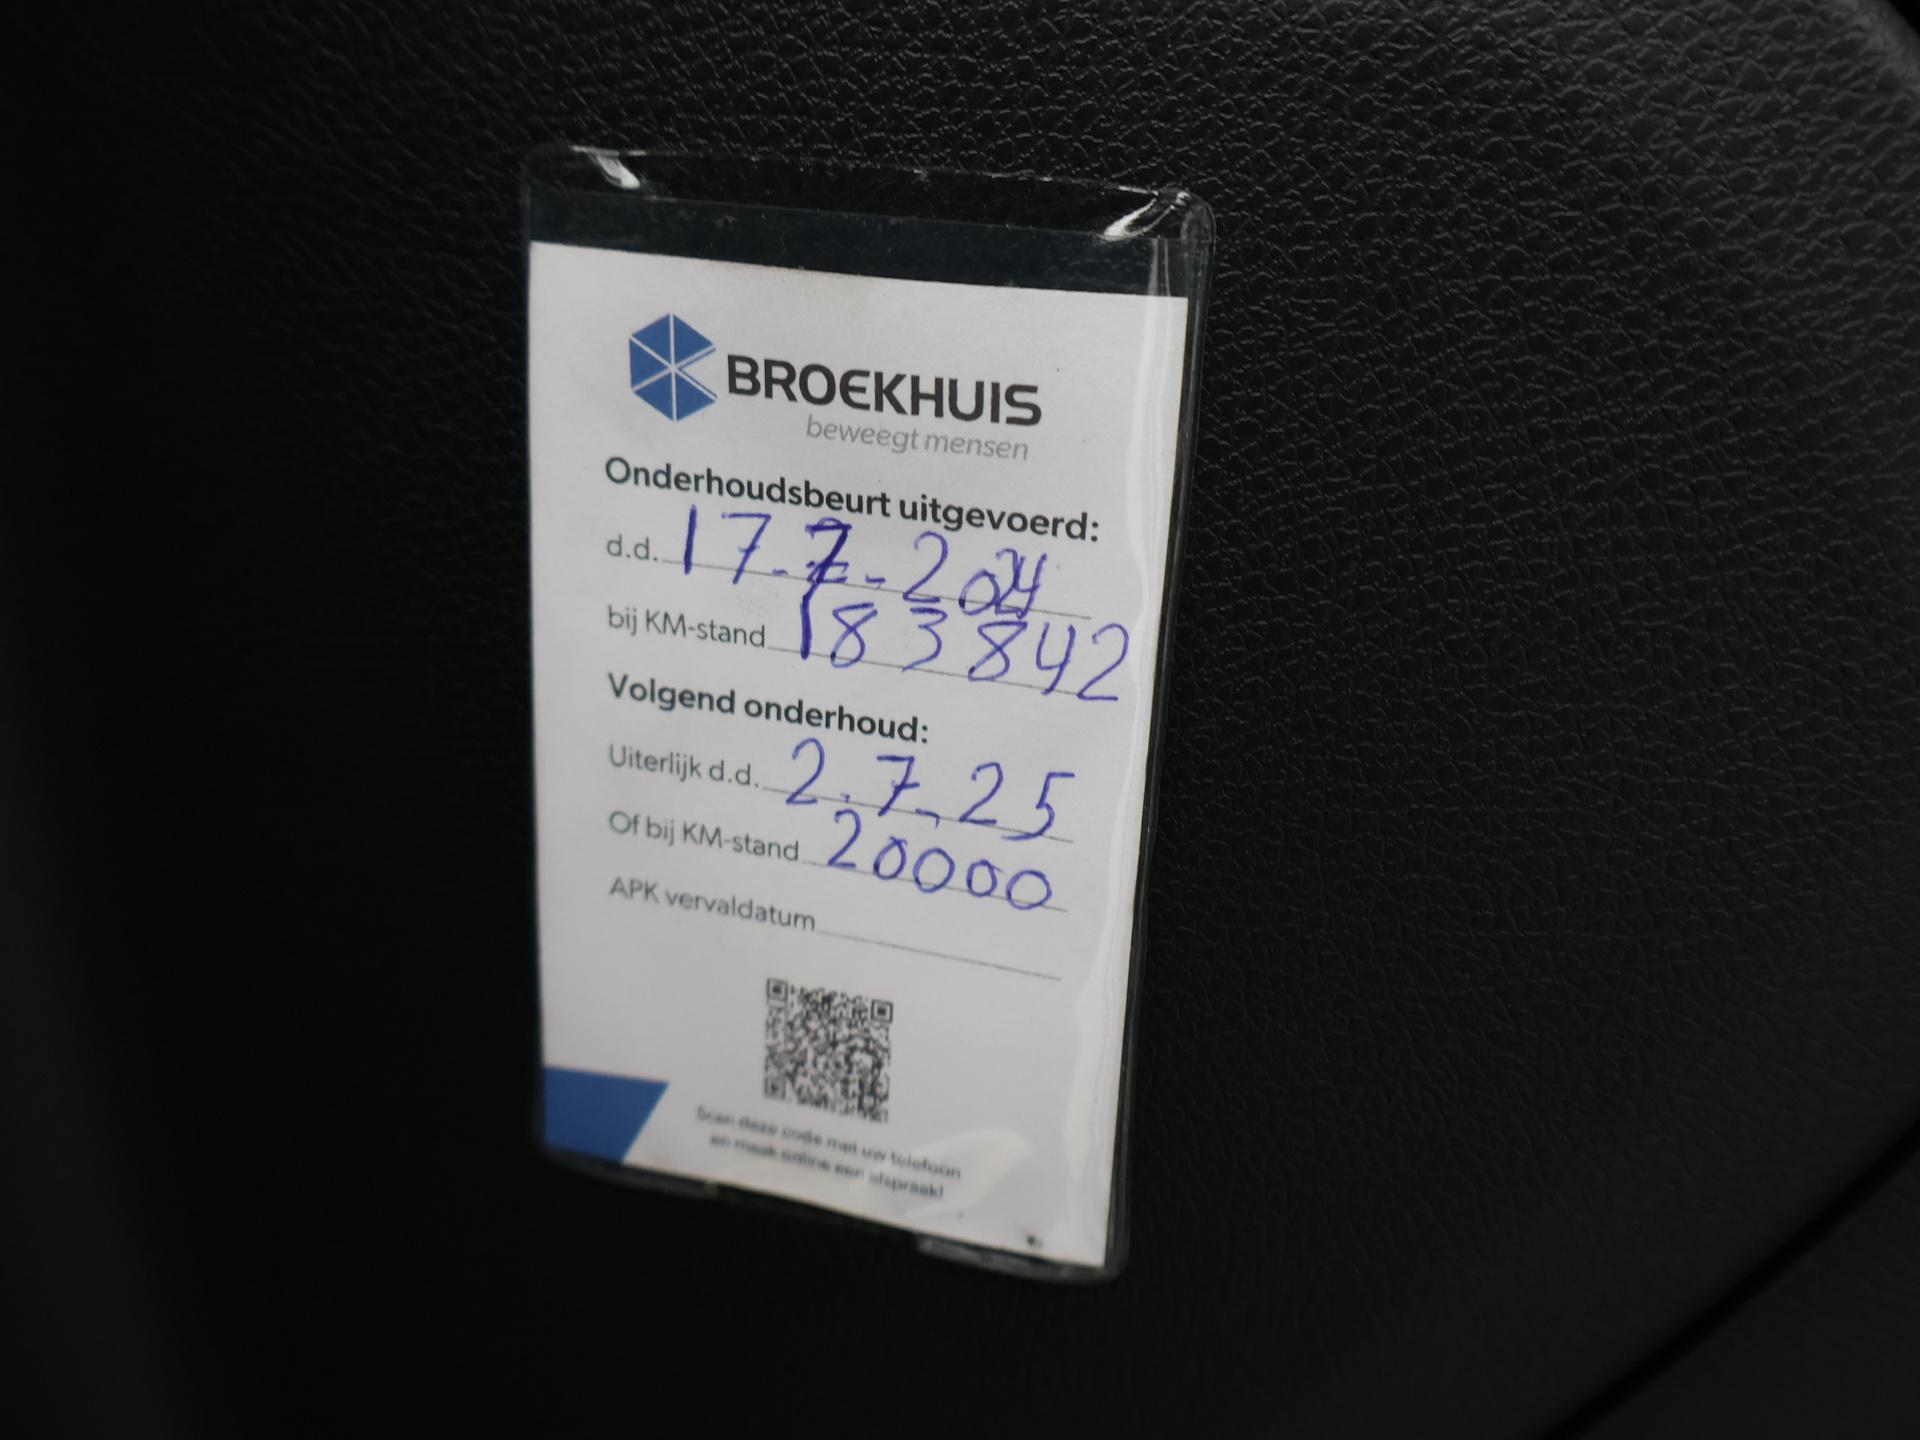 BROEKHUIS
beweegt mensen
Onderhoudsbeurt uitgevoerd:
d.d. 17-7-2024
bij KM-stand 183842
Volgend onderhoud:
Uiterlijk d.d. 2-7-25
Of bij KM-stand 20000
APK vervaldatum
Scan deze code met uw telefoon
en maak online een afspraak!